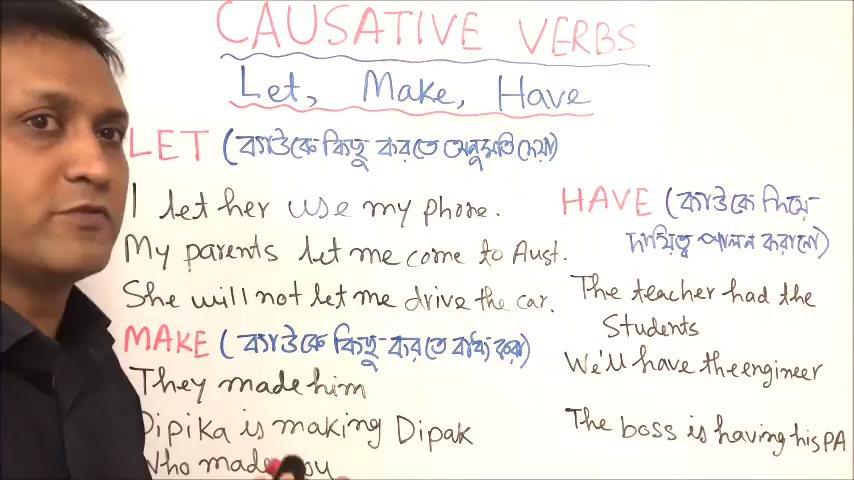 CAUSATIVE VERBS
Let, Make, Have
LET (কাউকে কিছু করতে অনুমতি দেয়া)
I let her use my phone.
My parents let me come to Aust.
She will not let me drive the car.
MAKE (কাউকে কিছু করতে বাধ্য করা)
They made him
Dipika is making Dipak
Who made you
HAVE (কাউকে দিয়ে
দায়িত্ব পালন করানো)
The teacher had the
Students
We'll have the engineer
The boss is having his PA